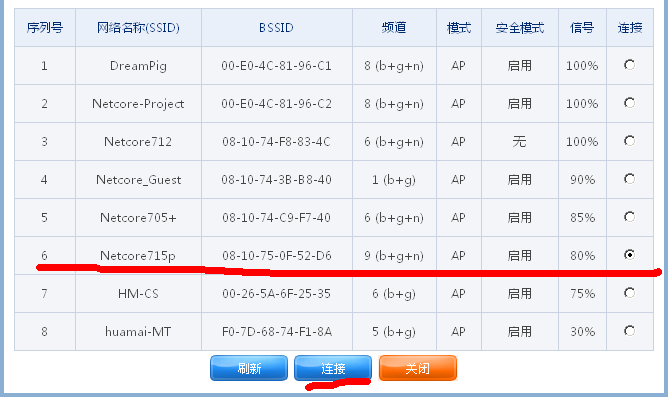 序列号 网络名称(SSID) BSSID 频道 模式 安全模式 信号 连接
1 DreamPig 00-E0-4C-81-96-C1 8 (b+g+n) AP 启用 100%
2 Netcore-Project 00-E0-4C-81-96-C2 8 (b+g+n) AP 启用 100%
3 Netcore712 08-10-74-F8-83-4C 6 (b+g+n) AP 无 100%
4 Netcore_Guest 08-10-74-3B-B8-40 1 (b+g) AP 启用 90%
5 Netcore705+ 08-10-74-C9-F7-40 6 (b+g+n) AP 启用 85%
6 Netcore715p 08-10-75-0F-52-D6 9 (b+g+n) AP 启用 80%
7 HM-CS 00-26-5A-6F-25-35 6 (b+g) AP 启用 75%
8 huamai-MT F0-7D-68-74-F1-8A 5 (b+g) AP 启用 30%
刷新 连接 关闭